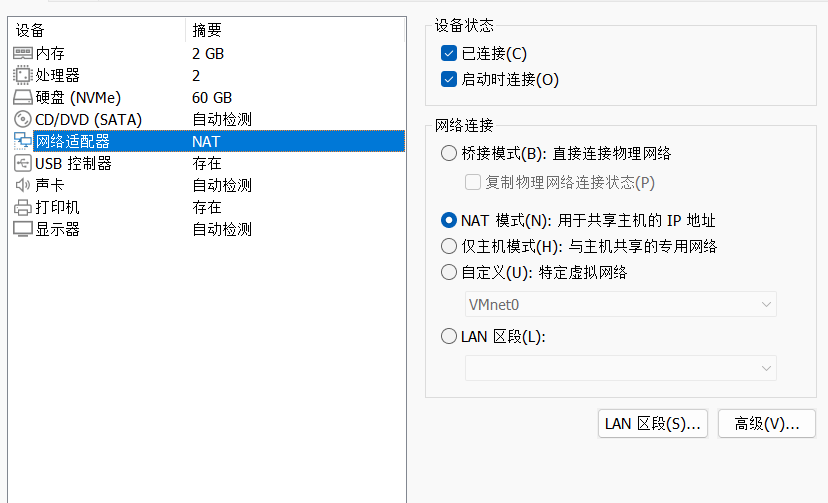 设备 摘要
内存 2 GB
处理器 2
硬盘 (NVMe) 60 GB
CD/DVD (SATA) 自动检测
网络适配器 NAT
USB 控制器 存在
声卡 自动检测
打印机 存在
显示器 自动检测
设备状态
已连接(C)
启动时连接(O)
网络连接
桥接模式(B): 直接连接物理网络
复制物理网络连接状态(P)
NAT 模式(N): 用于共享主机的 IP 地址
仅主机模式(H): 与主机共享的专用网络
自定义(U): 特定虚拟网络
VMnet0
LAN 区段(L):
LAN 区段(S)... 高级(V)...